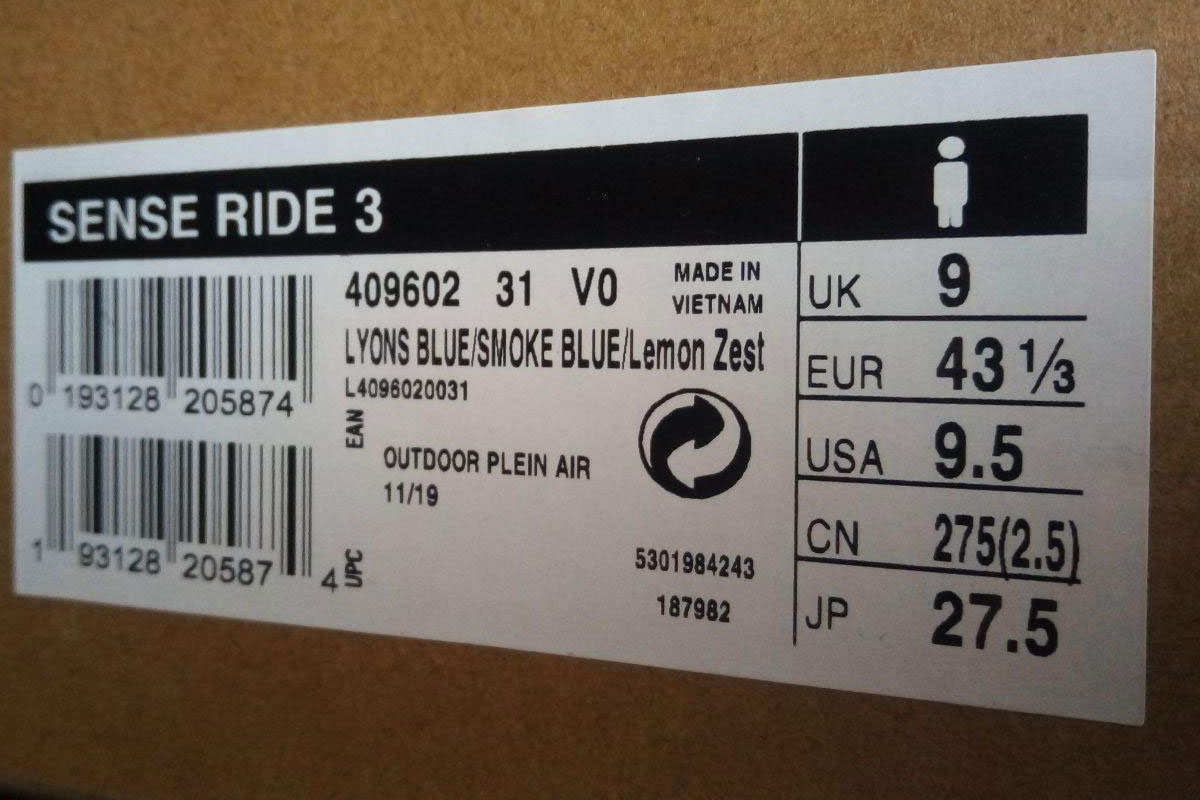 SENSE RIDE 3
0 193128 205874
EAN
1 93128 20587 4
UPC
409602 31 V0
MADE IN
VIETNAM
LYONS BLUE/SMOKE BLUE/Lemon Zest
L4096020031
OUTDOOR PLEIN AIR
11/19
5301984243
187982
UK 9
EUR 43 1/3
USA 9.5
CN 275(2.5)
JP 27.5